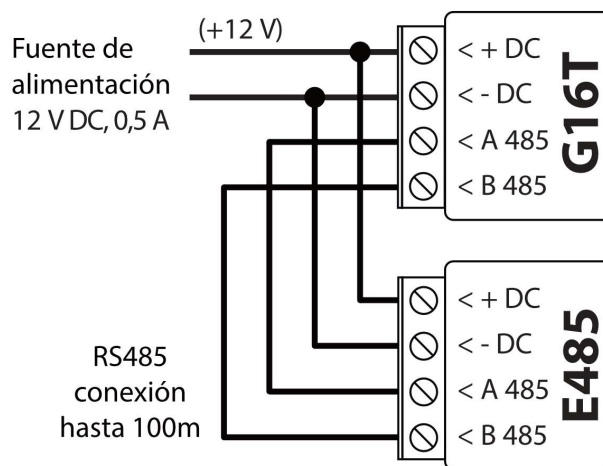 Fuente de
alimentación
12 V DC, 0,5 A
(+12 V)
< + DC
< - DC
< A 485
< B 485
G16T
< + DC
< - DC
< A 485
< B 485
E485
RS485
conexión
hasta 100m